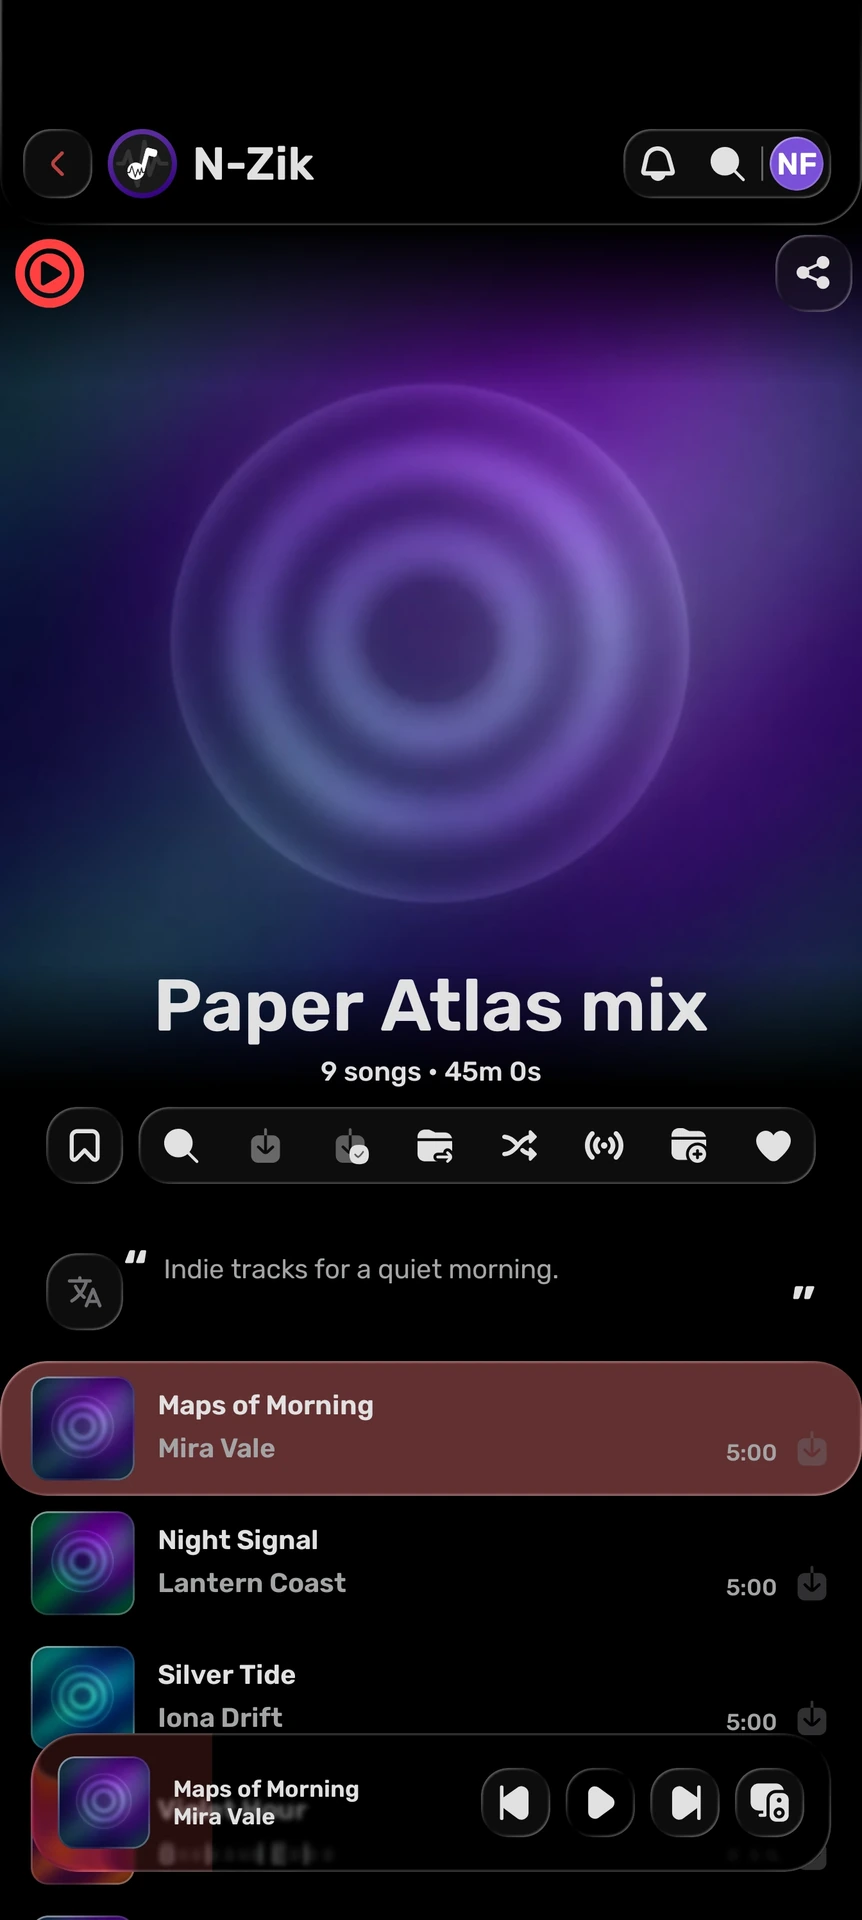 N-Zik
NF
Paper Atlas mix
9 songs • 45m 0s
“ Indie tracks for a quiet morning. ”
Maps of Morning
Mira Vale
5:00
Night Signal
Lantern Coast
5:00
Silver Tide
Iona Drift
5:00
Maps of Morning
Mira Vale